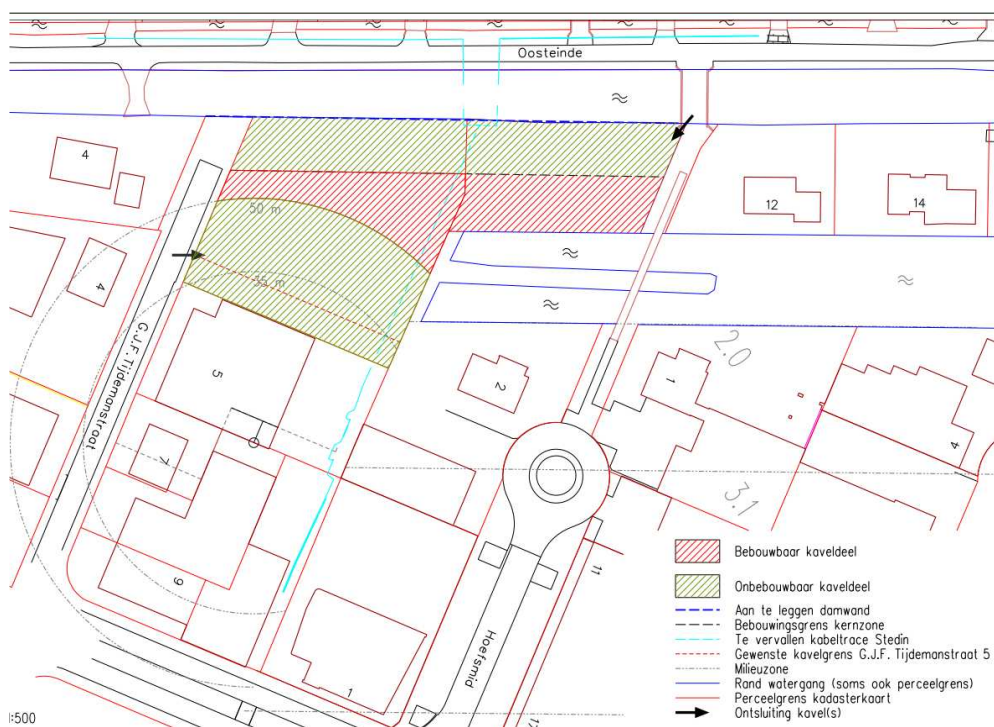 Oosteinde
4
12
14
50 m
4
35 m
G.J.F. Tijdemanstraat
5
2
1
2.0
4
7
3.1
9
11
Hoefsmid
1
17
Bebouwbaar kaveldeel
Onbebouwbaar kaveldeel
Aan te leggen damwand
Bebouwingsgrens kernzone
Te vervallen kabeltrace Stedin
Gewenste kavelgrens G.J.F. Tijdemanstraat 5
Milieuzone
Rand watergang (soms ook perceelgrens)
Perceelgrens kadasterkaart
Ontsluiting kavel(s)
:500